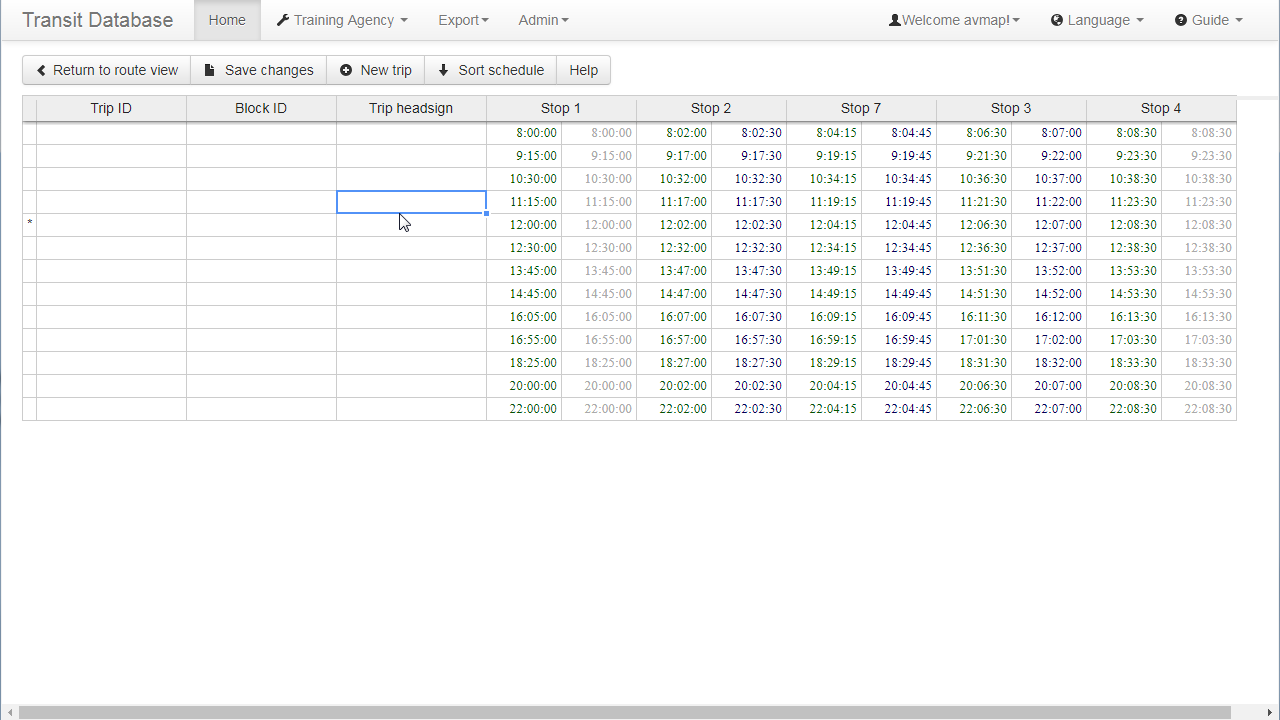 Transit Database Home Training Agency Export Admin Welcome avmap! Language Guide
Return to route view Save changes New trip Sort schedule Help
Trip ID Block ID Trip headsign Stop 1 Stop 2 Stop 7 Stop 3 Stop 4
8:00:00 8:00:00 8:02:00 8:02:30 8:04:15 8:04:45 8:06:30 8:07:00 8:08:30 8:08:30
9:15:00 9:15:00 9:17:00 9:17:30 9:19:15 9:19:45 9:21:30 9:22:00 9:23:30 9:23:30
10:30:00 10:30:00 10:32:00 10:32:30 10:34:15 10:34:45 10:36:30 10:37:00 10:38:30 10:38:30
11:15:00 11:15:00 11:17:00 11:17:30 11:19:15 11:19:45 11:21:30 11:22:00 11:23:30 11:23:30
* 12:00:00 12:00:00 12:02:00 12:02:30 12:04:15 12:04:45 12:06:30 12:07:00 12:08:30 12:08:30
12:30:00 12:30:00 12:32:00 12:32:30 12:34:15 12:34:45 12:36:30 12:37:00 12:38:30 12:38:30
13:45:00 13:45:00 13:47:00 13:47:30 13:49:15 13:49:45 13:51:30 13:52:00 13:53:30 13:53:30
14:45:00 14:45:00 14:47:00 14:47:30 14:49:15 14:49:45 14:51:30 14:52:00 14:53:30 14:53:30
16:05:00 16:05:00 16:07:00 16:07:30 16:09:15 16:09:45 16:11:30 16:12:00 16:13:30 16:13:30
16:55:00 16:55:00 16:57:00 16:57:30 16:59:15 16:59:45 17:01:30 17:02:00 17:03:30 17:03:30
18:25:00 18:25:00 18:27:00 18:27:30 18:29:15 18:29:45 18:31:30 18:32:00 18:33:30 18:33:30
20:00:00 20:00:00 20:02:00 20:02:30 20:04:15 20:04:45 20:06:30 20:07:00 20:08:30 20:08:30
22:00:00 22:00:00 22:02:00 22:02:30 22:04:15 22:04:45 22:06:30 22:07:00 22:08:30 22:08:30